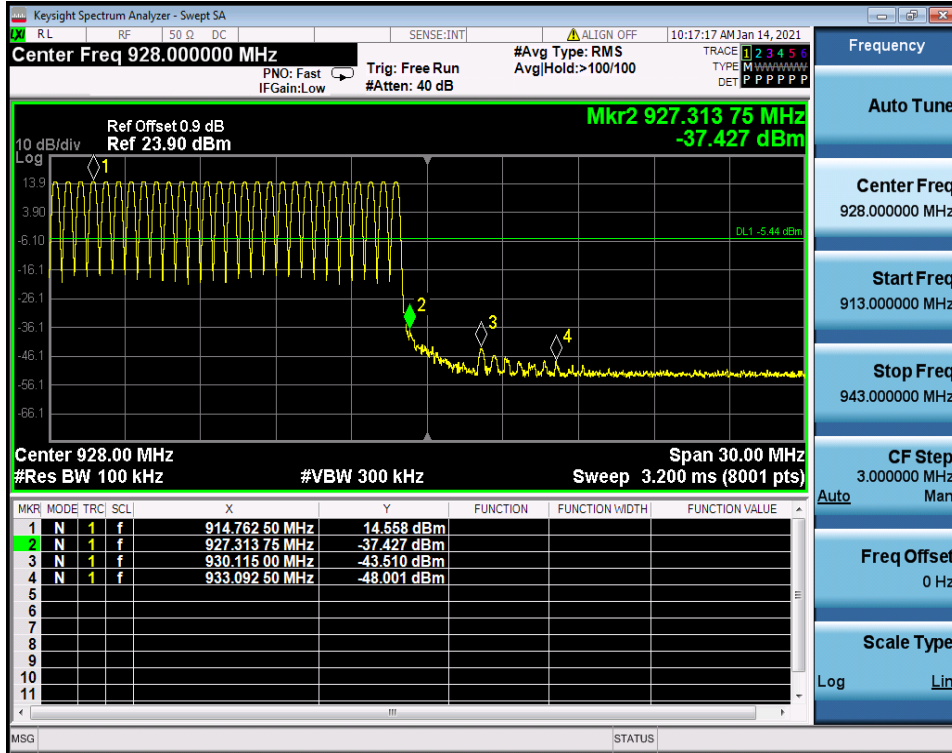 Keysight Spectrum Analyzer - Swept SA
LXI RL RF 50 Ω DC SENSE:INT ALIGN OFF 10:17:17 AM Jan 14, 2021
Center Freq 928.000000 MHz
PNO: Fast
IFGain:Low
Trig: Free Run
#Atten: 40 dB
#Avg Type: RMS
Avg|Hold:>100/100
TRACE 1 2 3 4 5 6
TYPE M W W W W W
DET P P P P P P
Mkr2 927.313 75 MHz
-37.427 dBm
Ref Offset 0.9 dB
10 dB/div Ref 23.90 dBm
Log
1
13.9
3.90
DL1 -5.44 dBm
-6.10
-16.1
-26.1
2
-36.1
3
4
-46.1
-56.1
-66.1
Center 928.00 MHz Span 30.00 MHz
#Res BW 100 kHz #VBW 300 kHz Sweep 3.200 ms (8001 pts)
MKR MODE TRC SCL X Y FUNCTION FUNCTION WIDTH FUNCTION VALUE
1 N 1 f 914.762 50 MHz 14.558 dBm
2 N 1 f 927.313 75 MHz -37.427 dBm
3 N 1 f 930.115 00 MHz -43.510 dBm
4 N 1 f 933.092 50 MHz -48.001 dBm
5
6
7
8
9
10
11
MSG STATUS
Frequency
Auto Tune
Center Freq
928.000000 MHz
Start Freq
913.000000 MHz
Stop Freq
943.000000 MHz
CF Step
3.000000 MHz
Auto Man
Freq Offset
0 Hz
Scale Type
Log Lin